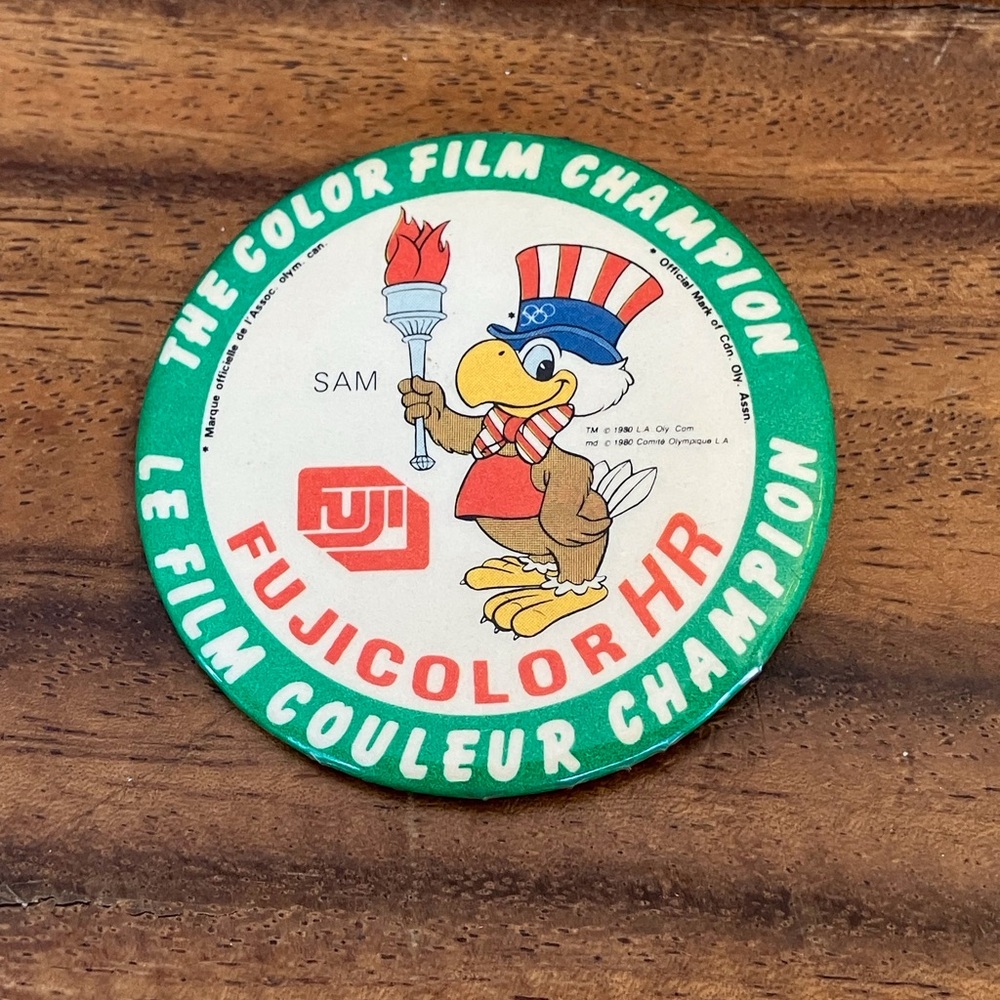 THE COLOR FILM CHAMPION
* Marque officielle de l'Assoc. olym. can.
* Official Mark of Cdn. Oly. Assn.
*
SAM
TM © 1980 L.A. Oly. Com
md © 1980 Comité Olympique L.A
FUJI
FUJICOLOR HR
LE FILM COULEUR CHAMPION